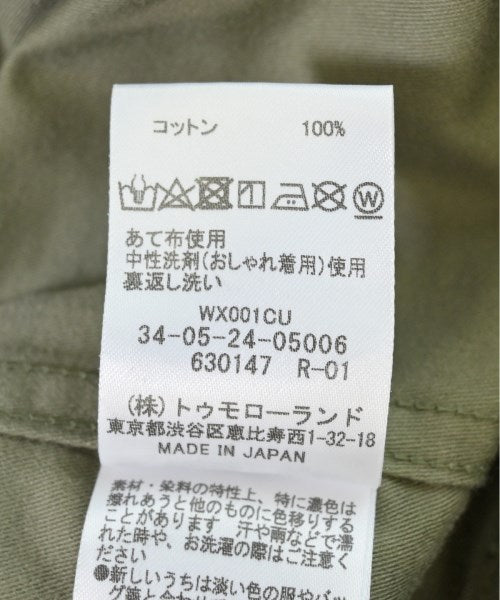 コットン 100%
W
あて布使用
中性洗剤(おしゃれ着用)使用
裏返し洗い
WX001CU
34-05-24-05006
630147 R-01
(株)トゥモローランド
東京都渋谷区恵比寿西1-32-18
MADE IN JAPAN
素材・染料の特性上、特に濃色は
擦れあうと他のものに色移りする
ことがあります 汗や雨などで濡
れた時や、お洗濯の際はご注意く
ださい
●新しいうちは淡い色の服やバッ
グ等と合わ